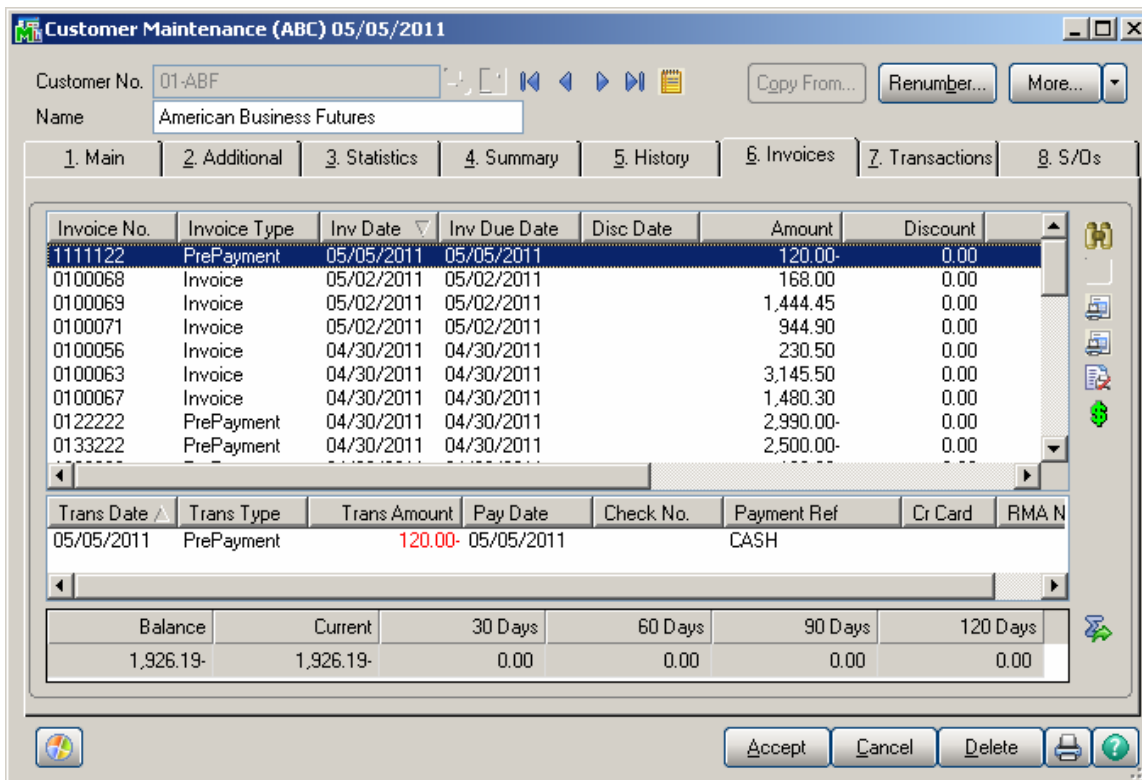 Customer Maintenance (ABC) 05/05/2011
Customer No. 01-ABF Copy From... Renumber... More...
Name American Business Futures
1. Main 2. Additional 3. Statistics 4. Summary 5. History 6. Invoices 7. Transactions 8. S/Os
Invoice No. Invoice Type Inv Date Inv Due Date Disc Date Amount Discount
1111122 PrePayment 05/05/2011 05/05/2011 120.00- 0.00
0100068 Invoice 05/02/2011 05/02/2011 168.00 0.00
0100069 Invoice 05/02/2011 05/02/2011 1,444.45 0.00
0100071 Invoice 05/02/2011 05/02/2011 944.90 0.00
0100056 Invoice 04/30/2011 04/30/2011 230.50 0.00
0100063 Invoice 04/30/2011 04/30/2011 3,145.50 0.00
0100067 Invoice 04/30/2011 04/30/2011 1,480.30 0.00
0122222 PrePayment 04/30/2011 04/30/2011 2,990.00- 0.00
0133222 PrePayment 04/30/2011 04/30/2011 2,500.00- 0.00
Trans Date Trans Type Trans Amount Pay Date Check No. Payment Ref Cr Card RMA N
05/05/2011 PrePayment 120.00- 05/05/2011 CASH
Balance Current 30 Days 60 Days 90 Days 120 Days
1,926.19- 1,926.19- 0.00 0.00 0.00 0.00
Accept Cancel Delete